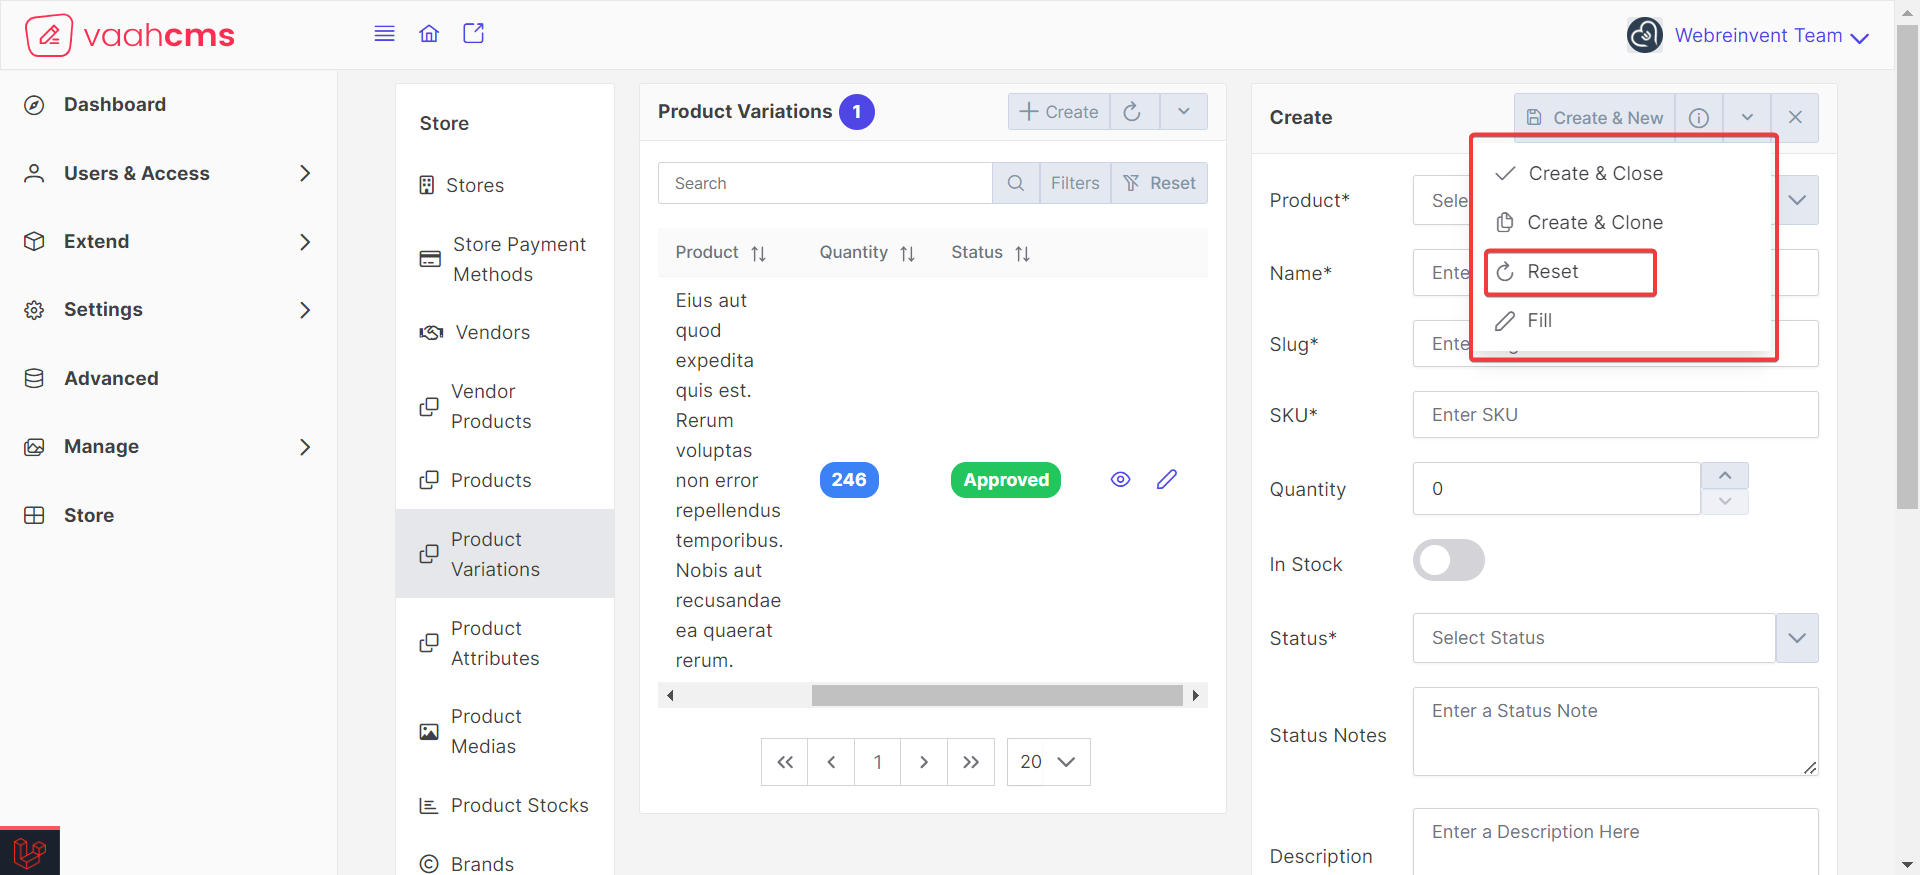 vaahcms
Webreinvent Team
Dashboard
Users & Access
Extend
Settings
Advanced
Manage
Store
Store
Stores
Store Payment
Methods
Vendors
Vendor
Products
Products
Product
Variations
Product
Attributes
Product
Medias
Product Stocks
Brands
Product Variations 1
Create
Search
Filters
Reset
Product
Quantity
Status
Eius aut
quod
expedita
quis est.
Rerum
voluptas
non error
repellendus
temporibus.
Nobis aut
recusandae
ea quaerat
rerum.
246
Approved
1
20
Create
Create & New
Create & Close
Create & Clone
Reset
Fill
Product*
Sele
Name*
Ente
Slug*
Ente
SKU*
Enter SKU
Quantity
0
In Stock
Status*
Select Status
Status Notes
Enter a Status Note
Description
Enter a Description Here